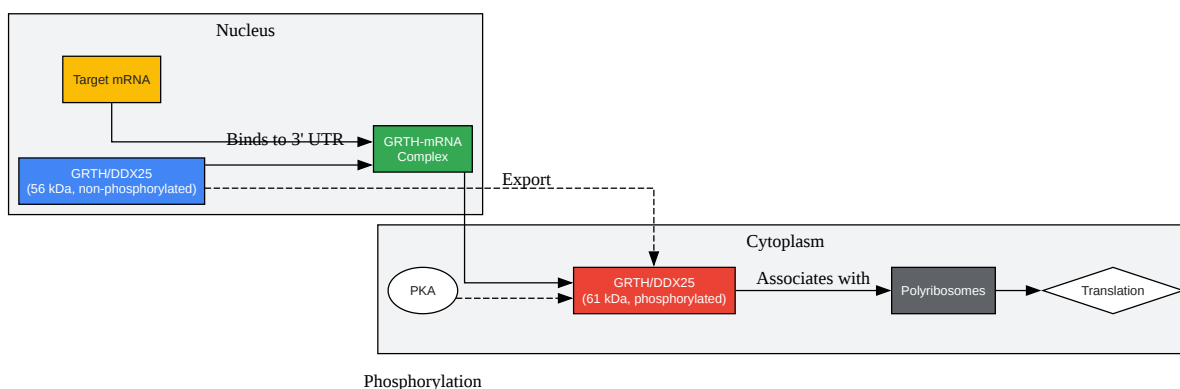 Nucleus
Target mRNA
Binds to 3' UTR
GRTH-mRNA
Complex
GRTH/DDX25
(56 kDa, non-phosphorylated)
Export
Cytoplasm
PKA
GRTH/DDX25
(61 kDa, phosphorylated)
Associates with
Polyribosomes
Translation
Phosphorylation